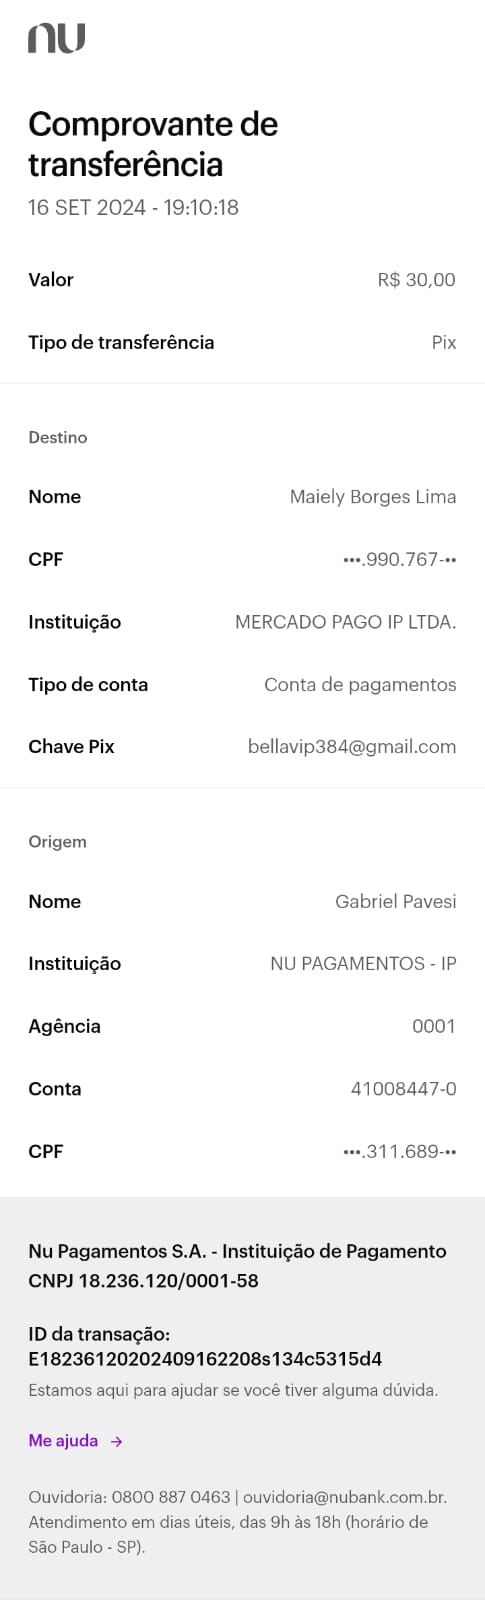 nu
Comprovante de
transferência
16 SET 2024 - 19:10:18
Valor R$ 30,00
Tipo de transferência Pix
Destino
Nome Maiely Borges Lima
CPF •••.990.767-••
Instituição MERCADO PAGO IP LTDA.
Tipo de conta Conta de pagamentos
Chave Pix bellavip384@gmail.com
Origem
Nome Gabriel Pavesi
Instituição NU PAGAMENTOS - IP
Agência 0001
Conta 41008447-0
CPF •••.311.689-••
Nu Pagamentos S.A. - Instituição de Pagamento
CNPJ 18.236.120/0001-58
ID da transação:
E18236120202409162208s134c5315d4
Estamos aqui para ajudar se você tiver alguma dúvida.
Me ajuda →
Ouvidoria: 0800 887 0463 | ouvidoria@nubank.com.br.
Atendimento em dias úteis, das 9h às 18h (horário de
São Paulo - SP).